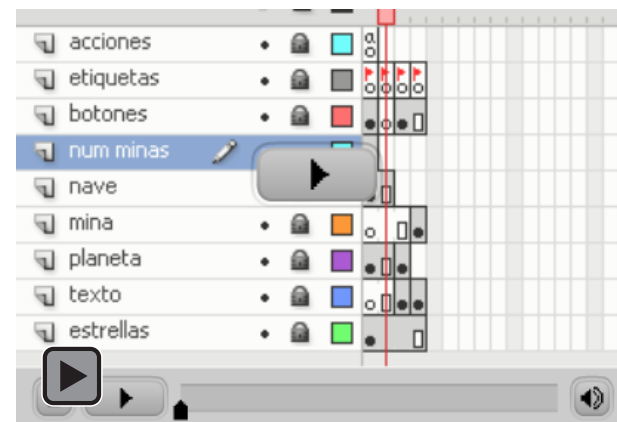 acciones
etiquetas
botones
num minas
nave
mina
planeta
texto
estrellas